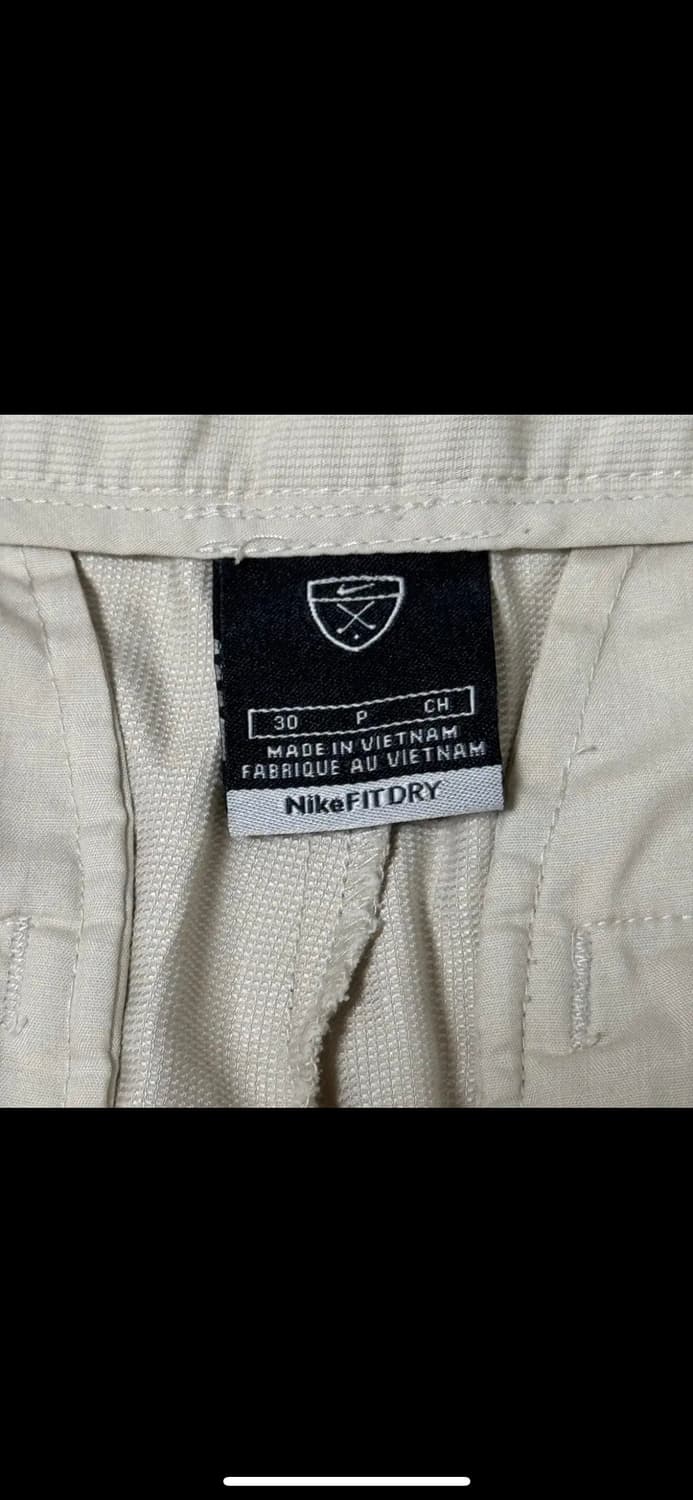 30 P CH
MADE IN VIETNAM
FABRIQUE AU VIETNAM
NikeFITDRY